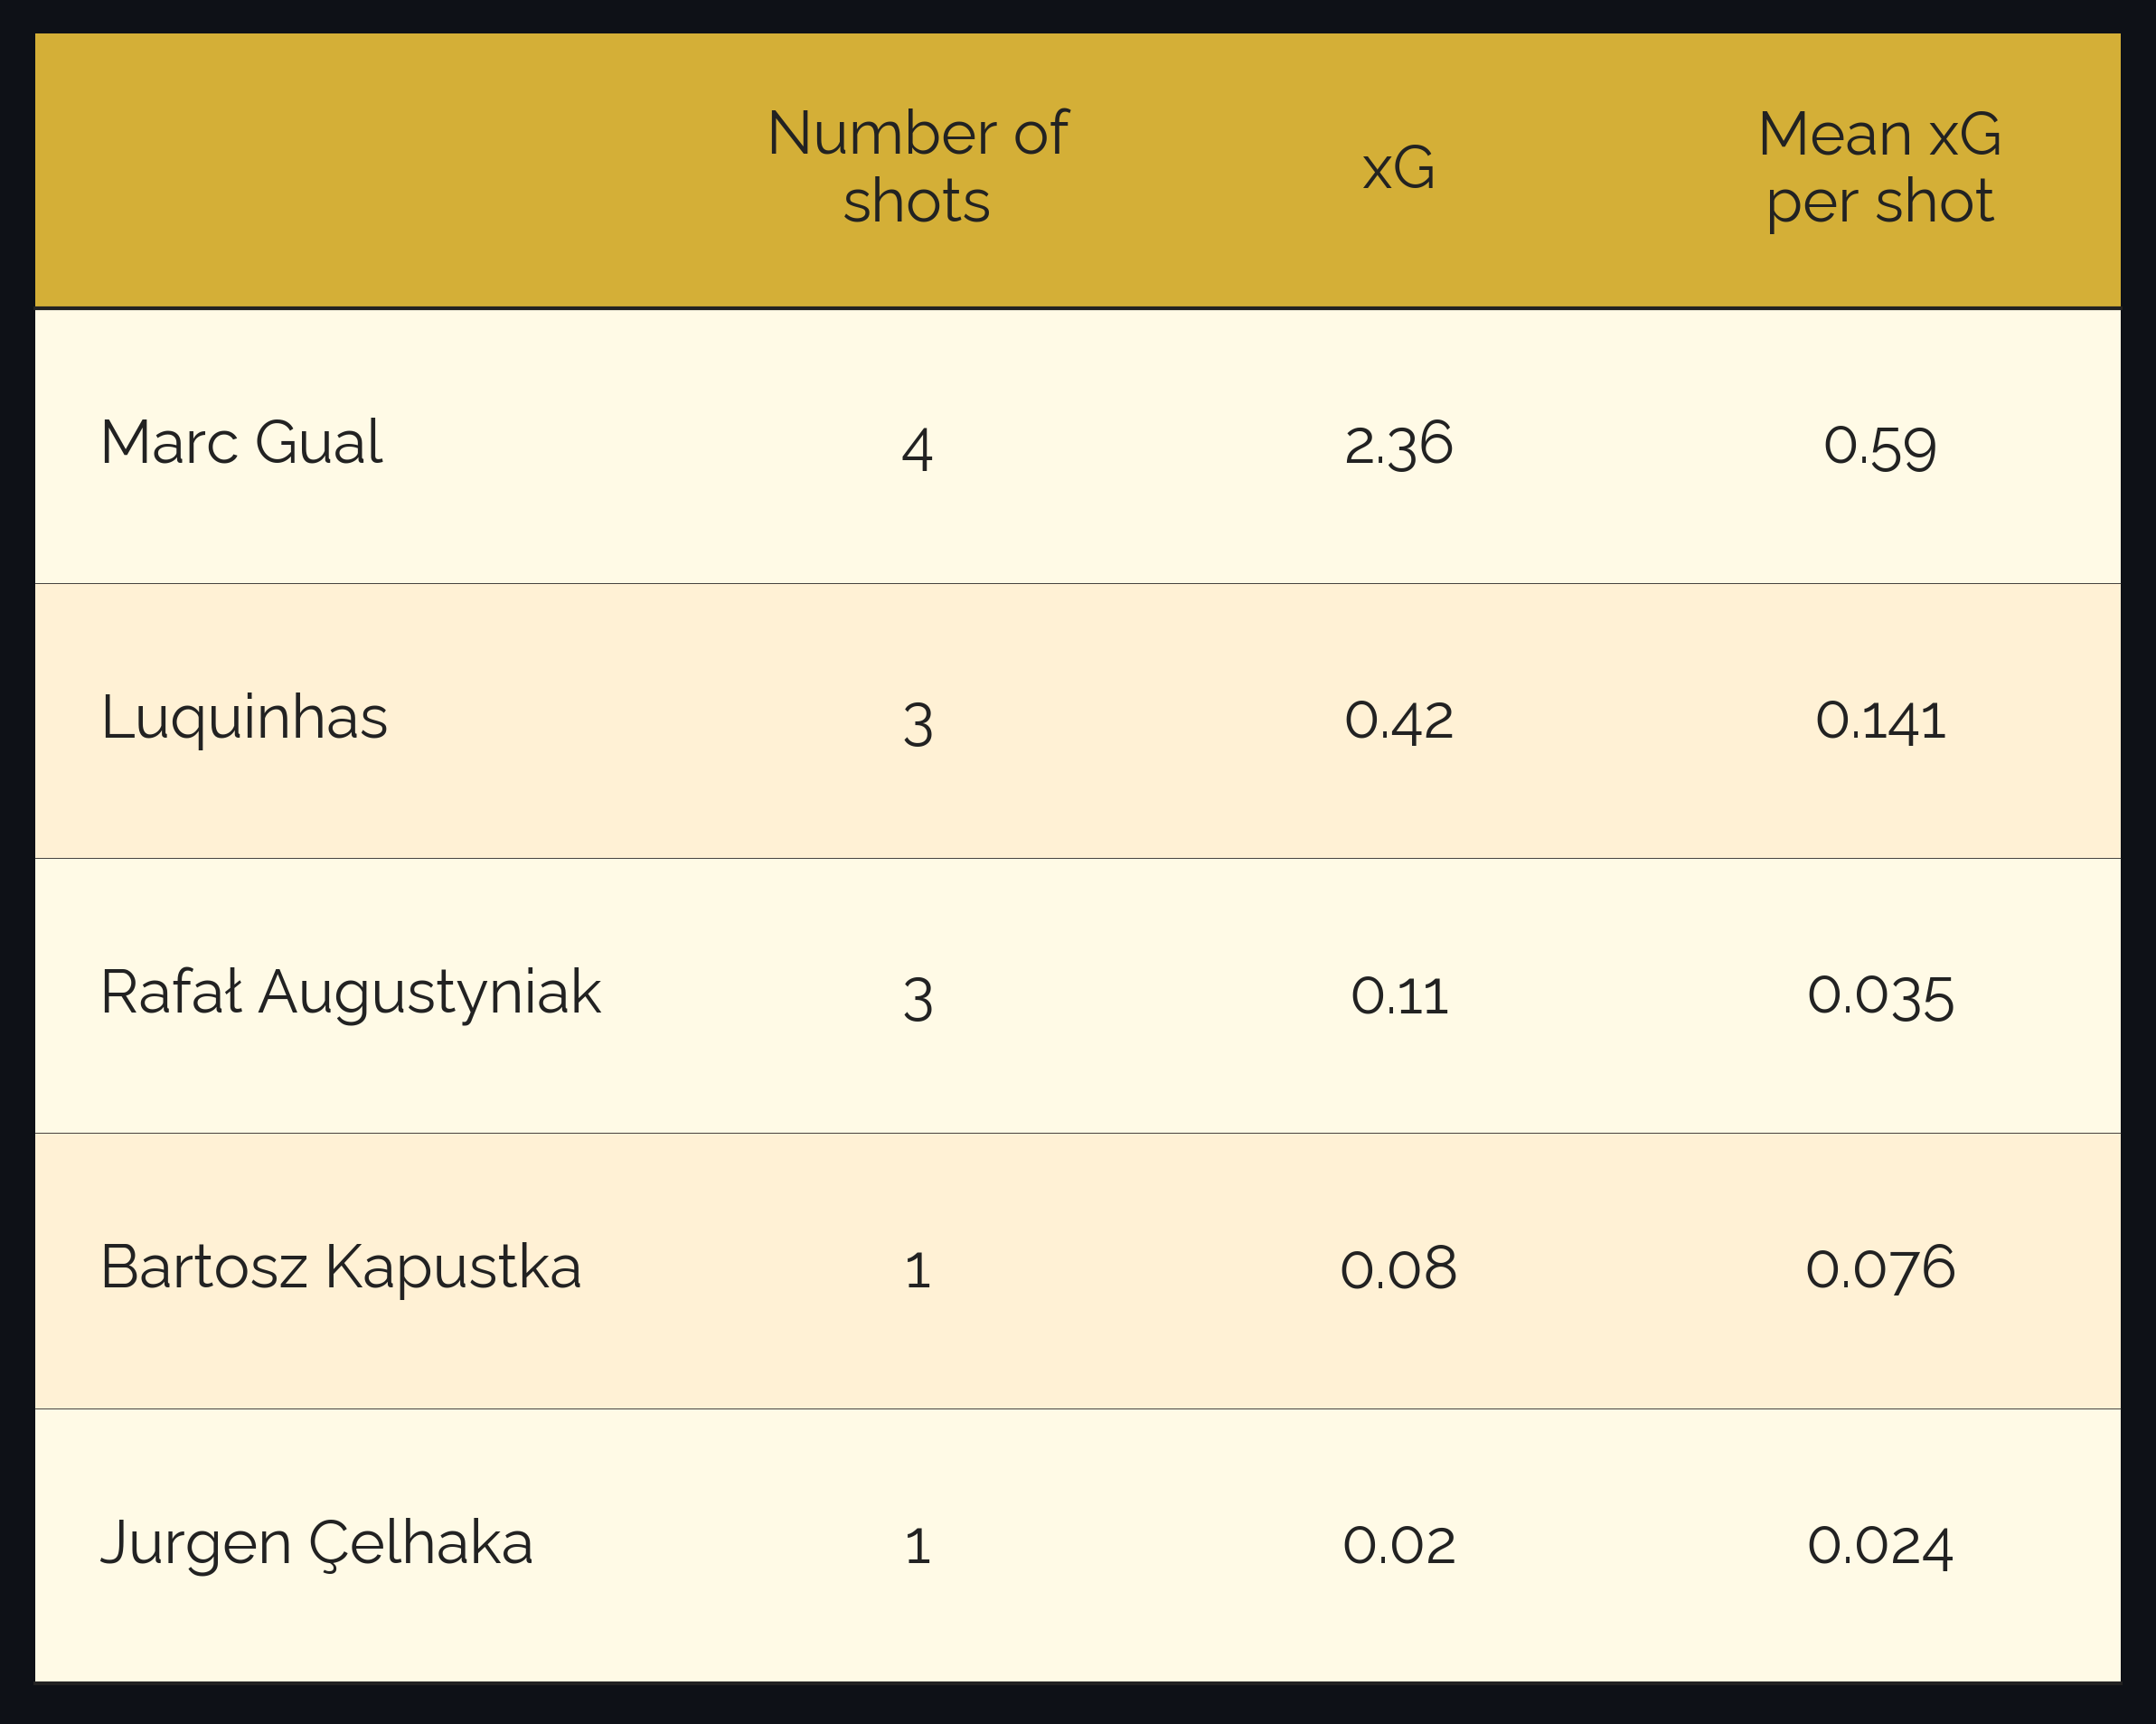 Number of
shots
xG
Mean xG
per shot
Marc Gual 4 2.36 0.59
Luquinhas 3 0.42 0.141
Rafał Augustyniak 3 0.11 0.035
Bartosz Kapustka 1 0.08 0.076
Jurgen Çelhaka 1 0.02 0.024